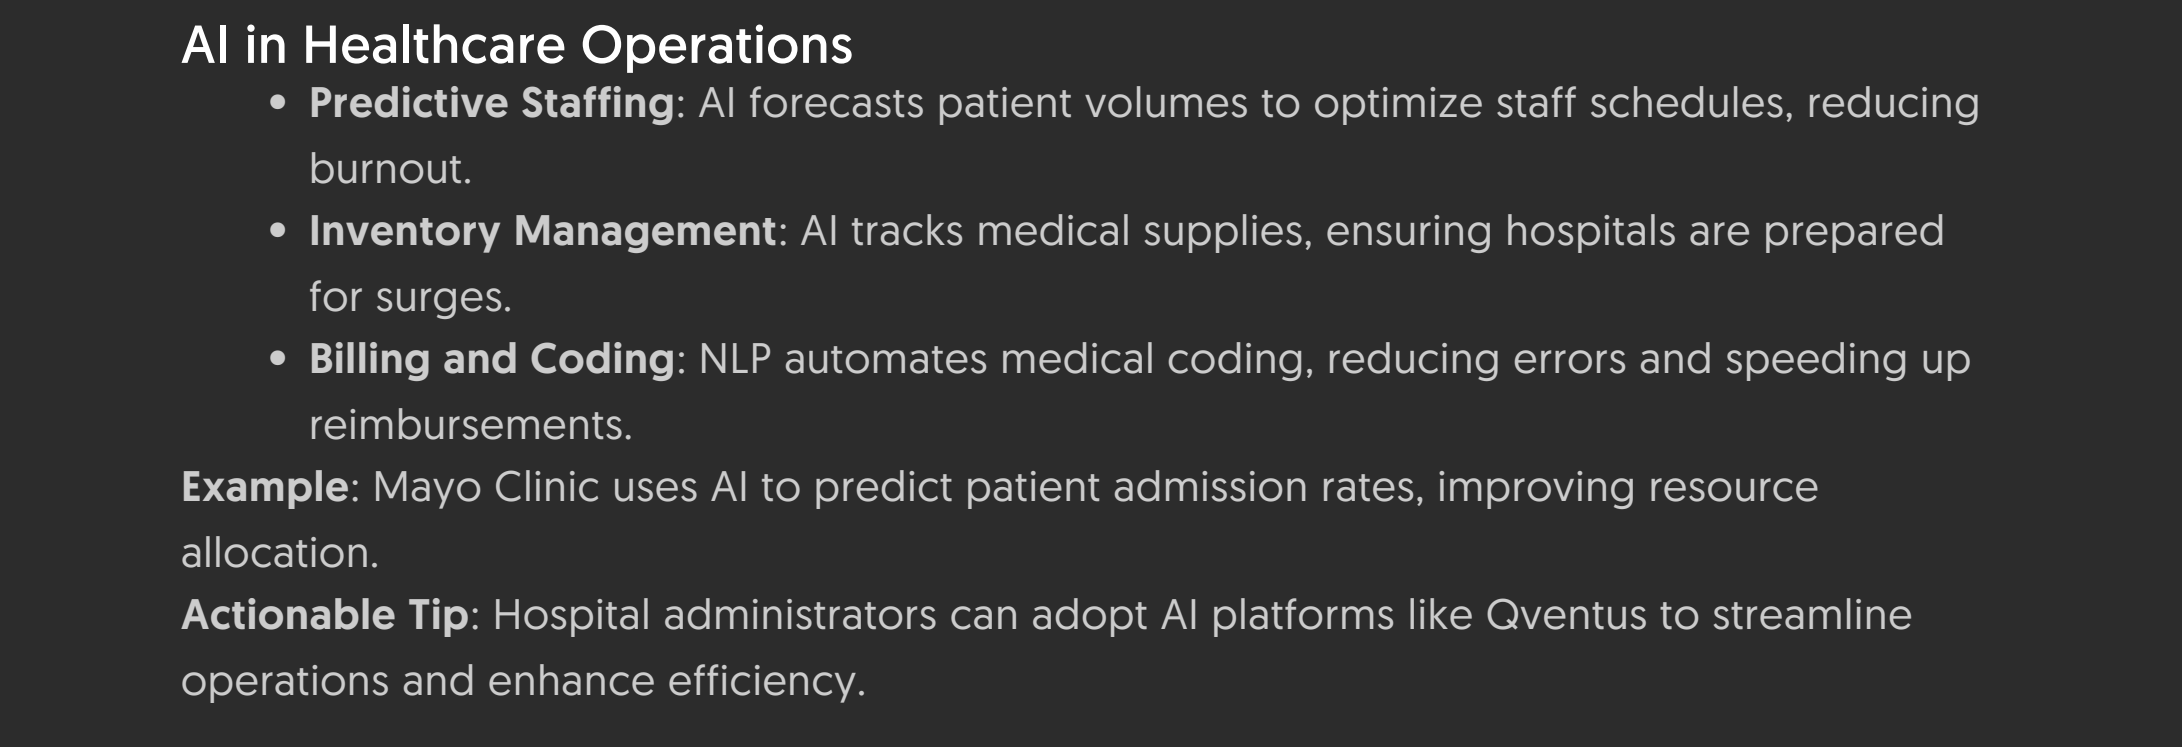 AI in Healthcare Operations
• Predictive Staffing: AI forecasts patient volumes to optimize staff schedules, reducing
burnout.
• Inventory Management: AI tracks medical supplies, ensuring hospitals are prepared
for surges.
• Billing and Coding: NLP automates medical coding, reducing errors and speeding up
reimbursements.
Example: Mayo Clinic uses AI to predict patient admission rates, improving resource
allocation.
Actionable Tip: Hospital administrators can adopt AI platforms like Qventus to streamline
operations and enhance efficiency.